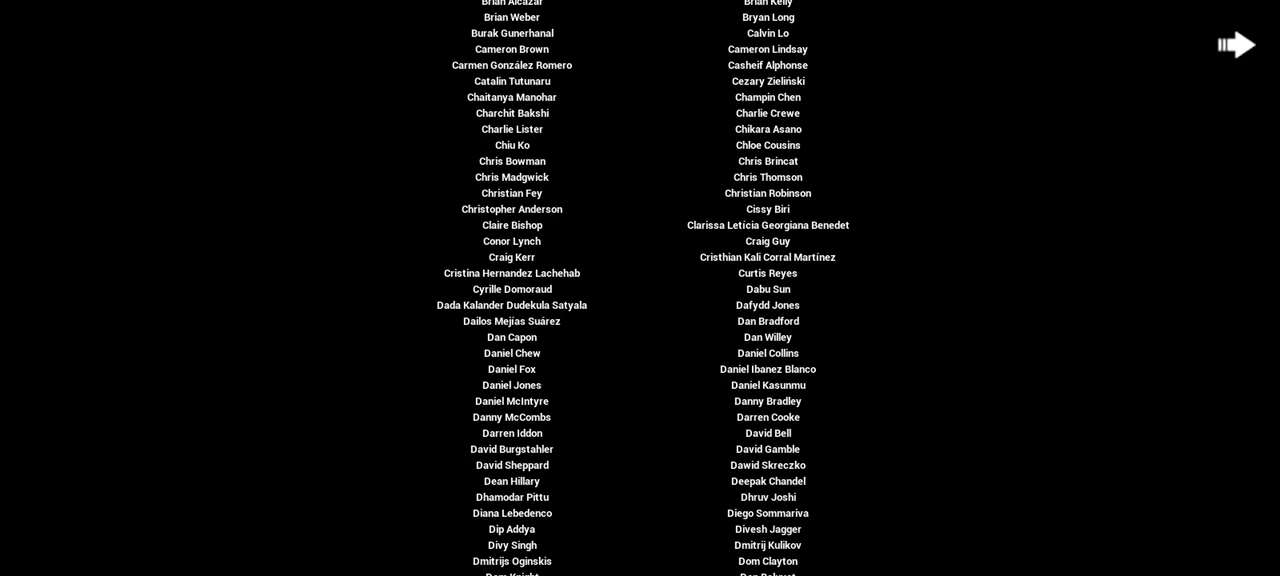 Brian Alcazar Brian Kelly
Brian Weber Bryan Long
Burak Gunerhanal Calvin Lo
Cameron Brown Cameron Lindsay
Carmen González Romero Casheif Alphonse
Catalin Tutunaru Cezary Zieliński
Chaitanya Manohar Champin Chen
Charchit Bakshi Charlie Crewe
Charlie Lister Chikara Asano
Chiu Ko Chloe Cousins
Chris Bowman Chris Brincat
Chris Madgwick Chris Thomson
Christian Fey Christian Robinson
Christopher Anderson Cissy Biri
Claire Bishop Clarissa Letícia Georgiana Benedet
Conor Lynch Craig Guy
Craig Kerr Cristhian Kali Corral Martínez
Cristina Hernandez Lachehab Curtis Reyes
Cyrille Domoraud Dabu Sun
Dada Kalander Dudekula Satyala Dafydd Jones
Dailos Mejías Suárez Dan Bradford
Dan Capon Dan Willey
Daniel Chew Daniel Collins
Daniel Fox Daniel Ibanez Blanco
Daniel Jones Daniel Kasunmu
Daniel McIntyre Danny Bradley
Danny McCombs Darren Cooke
Darren Iddon David Bell
David Burgstahler David Gamble
David Sheppard Dawid Skreczko
Dean Hillary Deepak Chandel
Dhamodar Pittu Dhruv Joshi
Diana Lebedenco Diego Sommariva
Dip Addya Divesh Jagger
Divy Singh Dmitrij Kulikov
Dmitrijs Oginskis Dom Clayton